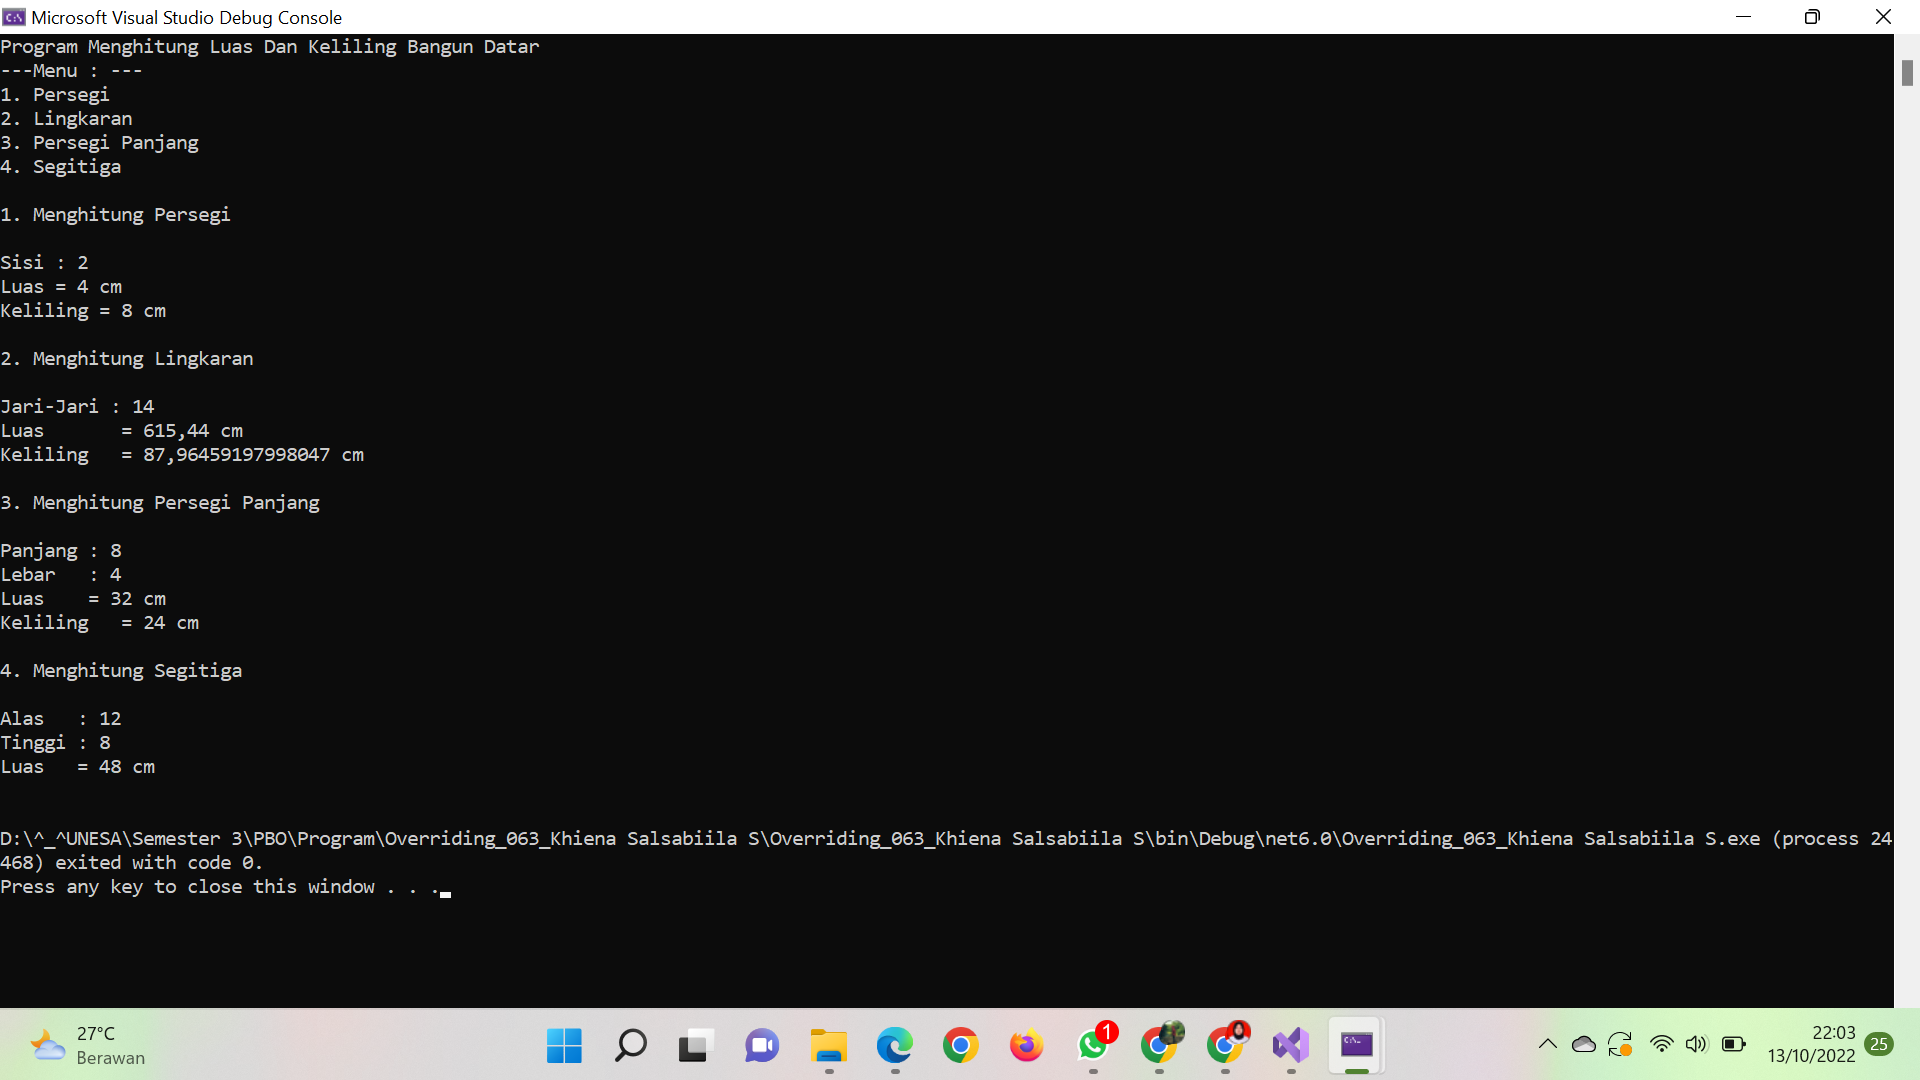 Microsoft Visual Studio Debug Console
Program Menghitung Luas Dan Keliling Bangun Datar
---Menu : ---
1. Persegi
2. Lingkaran
3. Persegi Panjang
4. Segitiga
1. Menghitung Persegi
Sisi : 2
Luas = 4 cm
Keliling = 8 cm
2. Menghitung Lingkaran
Jari-Jari : 14
Luas       = 615,44 cm
Keliling   = 87,96459197998047 cm
3. Menghitung Persegi Panjang
Panjang : 8
Lebar   : 4
Luas    = 32 cm
Keliling   = 24 cm
4. Menghitung Segitiga
Alas   : 12
Tinggi : 8
Luas   = 48 cm
D:\^_^UNESA\Semester 3\PBO\Program\Overriding_063_Khiena Salsabiila S\Overriding_063_Khiena Salsabiila S\bin\Debug\net6.0\Overriding_063_Khiena Salsabiila S.exe (process 24
468) exited with code 0.
Press any key to close this window . . .
27°C
Berawan
1
22:03
13/10/2022
25